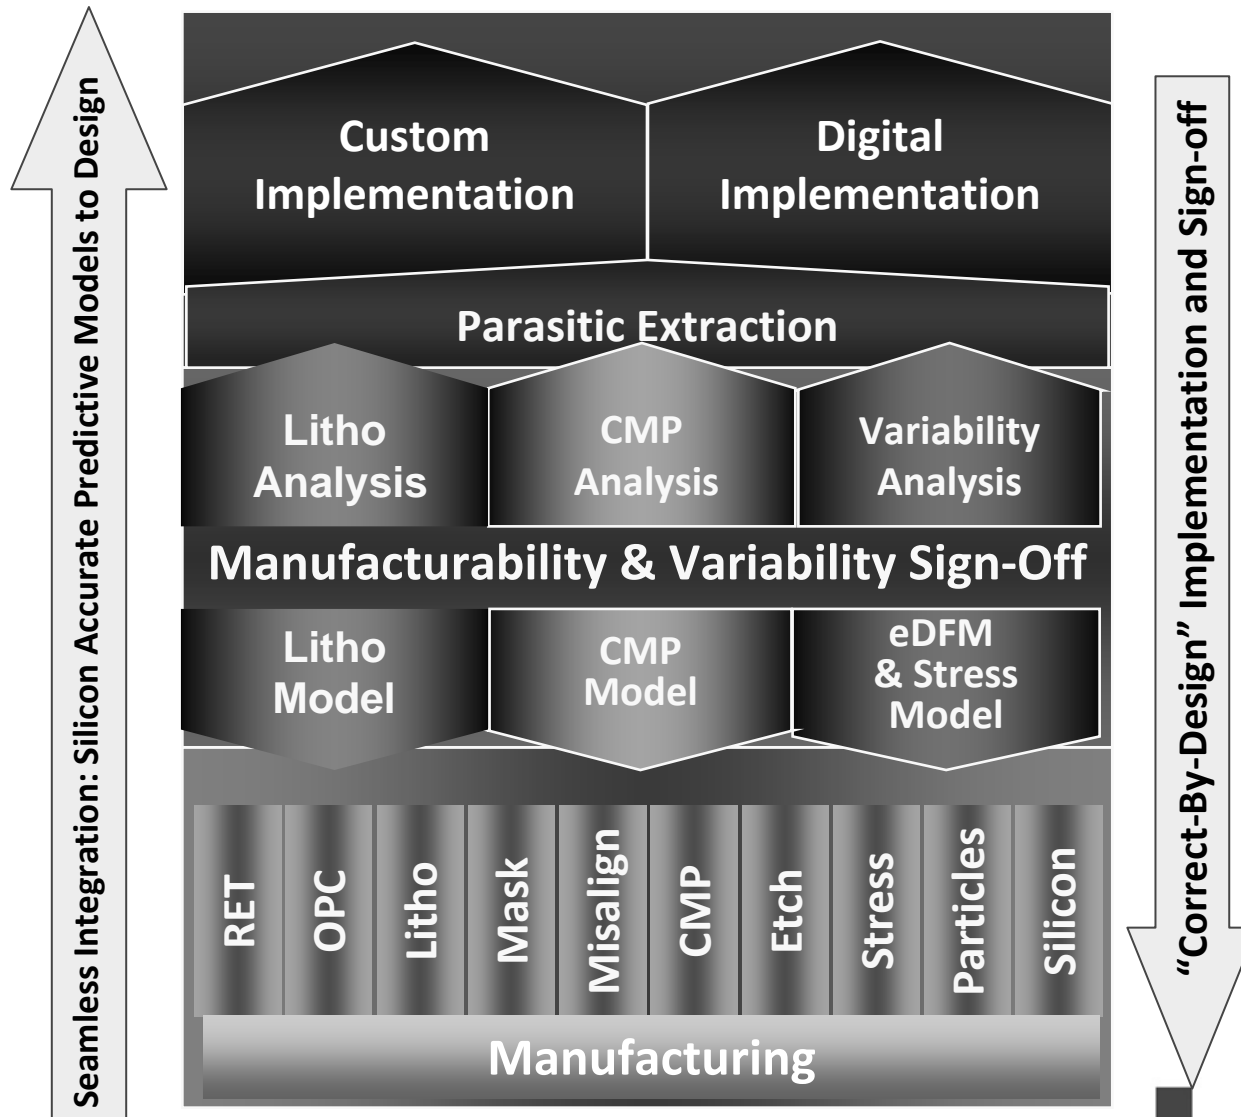 Seamless Integration: Silicon Accurate Predictive Models to Design
Custom
Implementation
Digital
Implementation
Parasitic Extraction
Litho
Analysis
CMP
Analysis
Variability
Analysis
Manufacturability & Variability Sign-Off
Litho
Model
CMP
Model
eDFM
& Stress
Model
RET
OPC
Litho
Mask
Misalign
CMP
Etch
Stress
Particles
Silicon
Manufacturing
“Correct-By-Design” Implementation and Sign-off